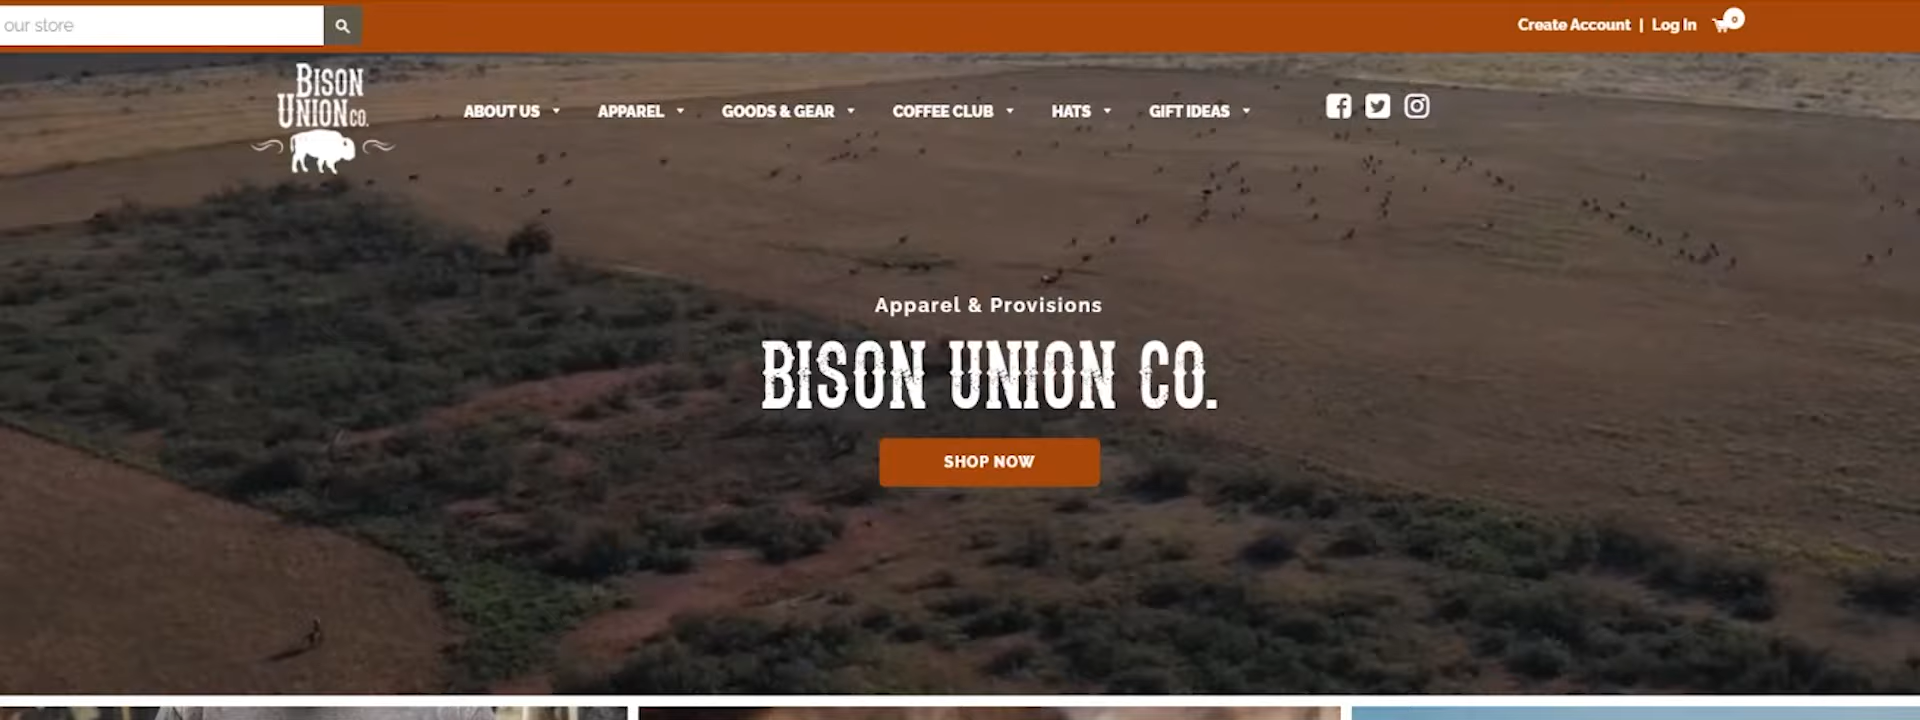 our store
Create Account | Log In
0
BISON
UNION CO.
ABOUT US
APPAREL
GOODS & GEAR
COFFEE CLUB
HATS
GIFT IDEAS
Apparel & Provisions
BISON UNION CO.
SHOP NOW